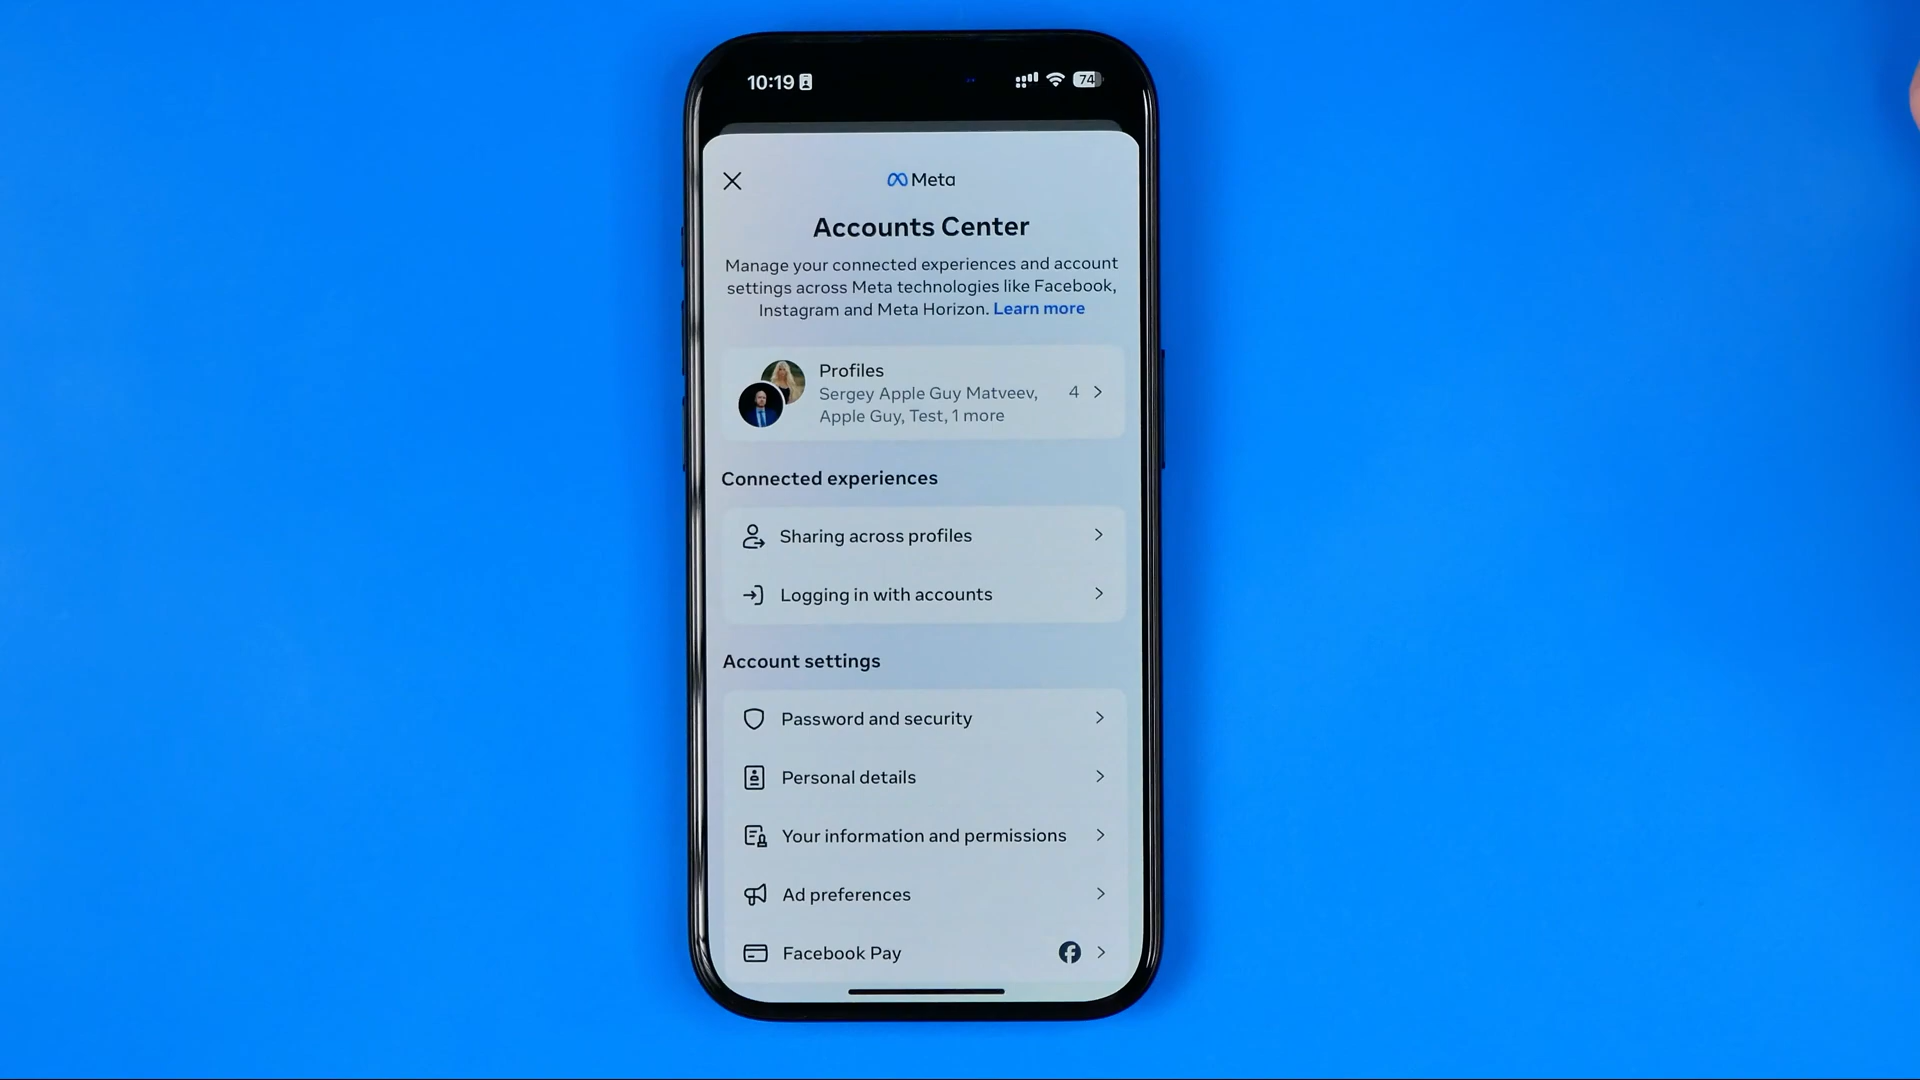 10:19
74
Meta
Accounts Center
Manage your connected experiences and account
settings across Meta technologies like Facebook,
Instagram and Meta Horizon. Learn more
Profiles
Sergey Apple Guy Matveev,
Apple Guy, Test, 1 more
4
Connected experiences
Sharing across profiles
Logging in with accounts
Account settings
Password and security
Personal details
Your information and permissions
Ad preferences
Facebook Pay